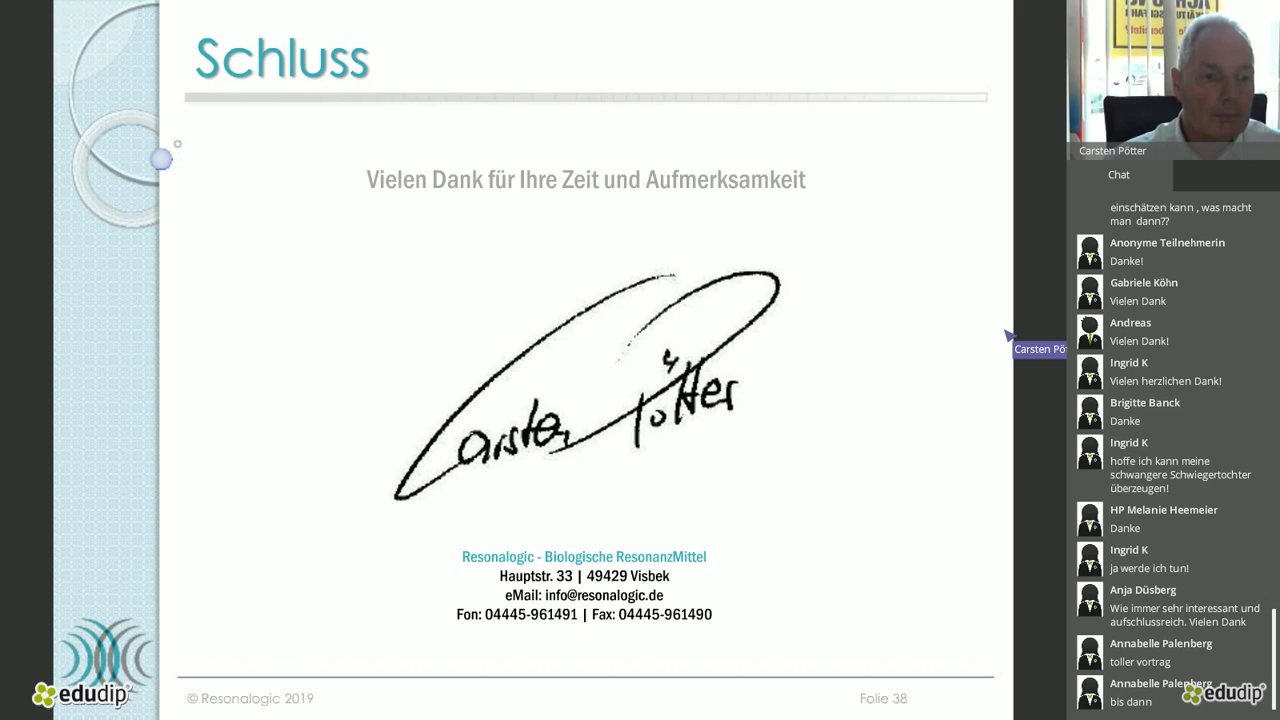 Schluss
Vielen Dank für Ihre Zeit und Aufmerksamkeit
Carsten Pötter
Resonalogic - Biologische ResonanzMittel
Hauptstr. 33 | 49429 Visbek
eMail: info@resonalogic.de
Fon: 04445-961491 | Fax: 04445-961490
© Resonalogic 2019
Folie 38
edudip
Carsten Pöt
Carsten Pötter
Chat
einschätzen kann , was macht
man dann??
Anonyme Teilnehmerin
Danke!
Gabriele Köhn
Vielen Dank
Andreas
Vielen Dank!
Ingrid K
Vielen herzlichen Dank!
Brigitte Banck
Danke
Ingrid K
hoffe ich kann meine
schwangere Schwiegertochter
überzeugen!
HP Melanie Heemeier
Danke
Ingrid K
ja werde ich tun!
Anja Düsberg
Wie immer sehr interessant und
aufschlussreich. Vielen Dank
Annabelle Palenberg
toller vortrag
Annabelle Palenberg
bis dann
edudip